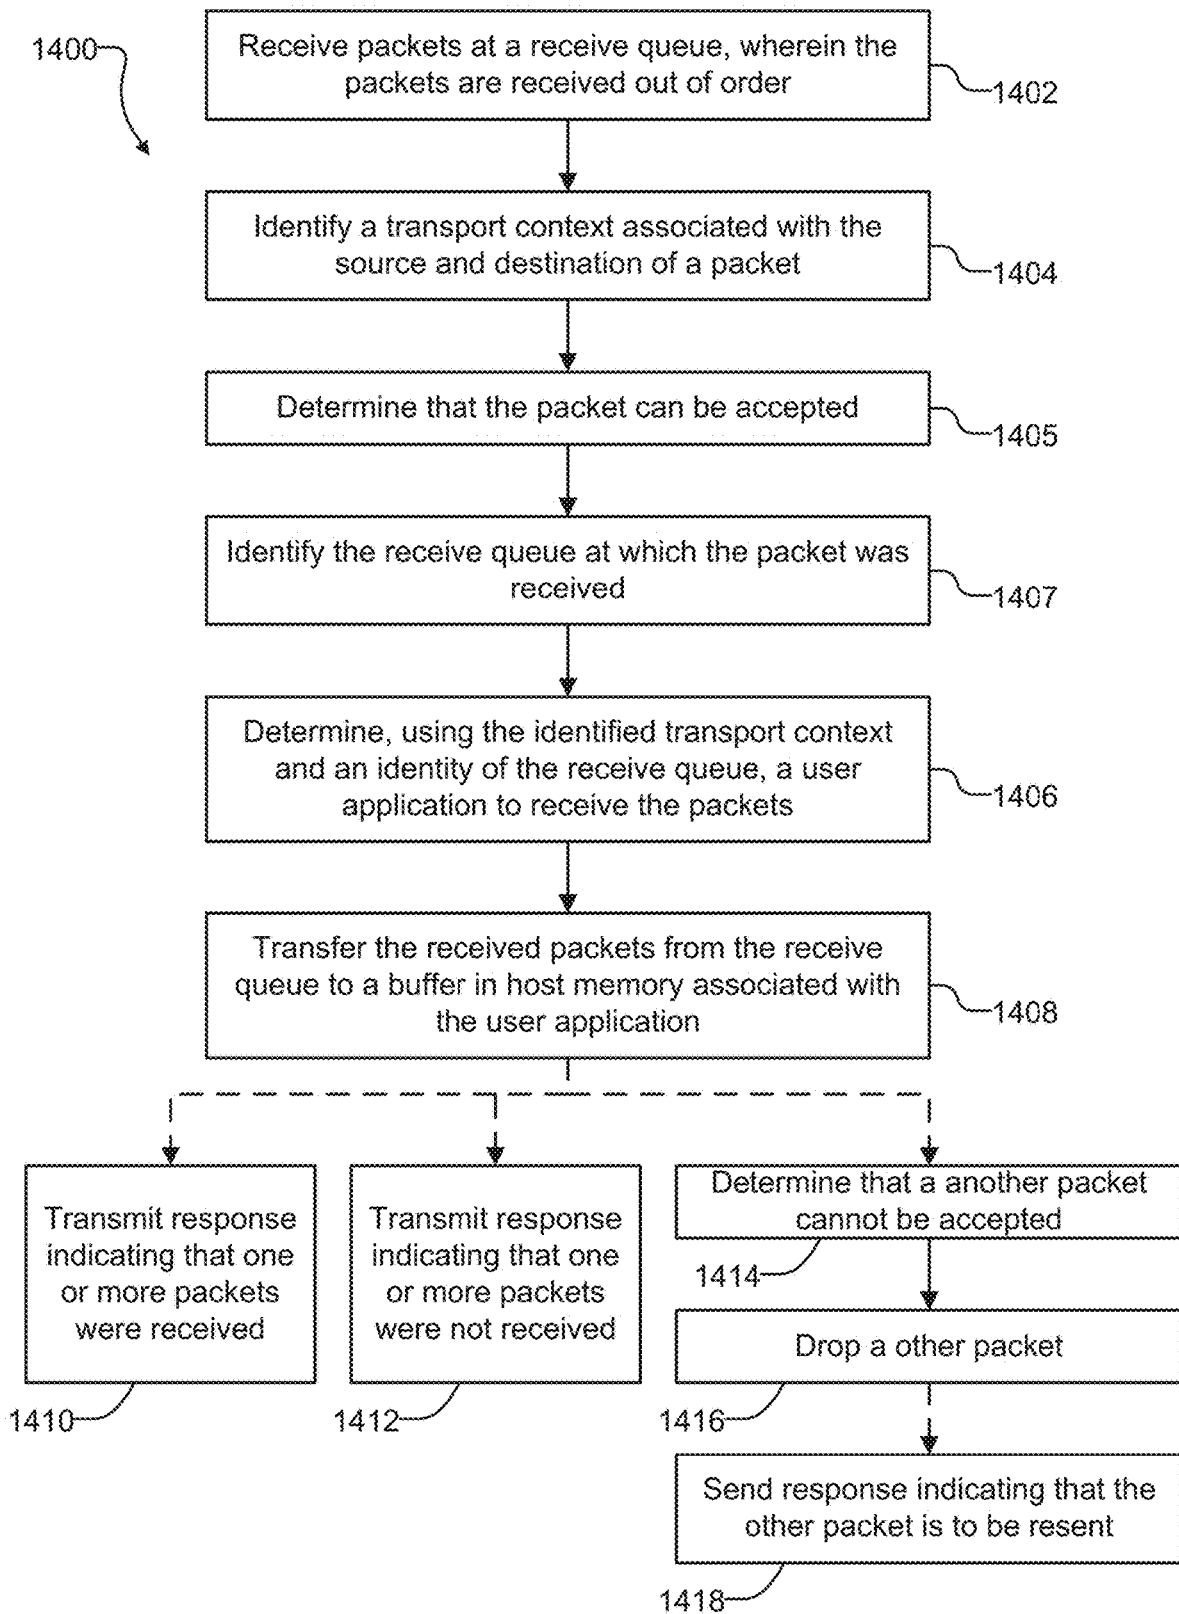 1400
Receive packets at a receive queue, wherein the
packets are received out of order
1402
Identify a transport context associated with the
source and destination of a packet
1404
Determine that the packet can be accepted
1405
Identify the receive queue at which the packet was
received
1407
Determine, using the identified transport context
and an identity of the receive queue, a user
application to receive the packets
1406
Transfer the received packets from the receive
queue to a buffer in host memory associated with
the user application
1408
Transmit response
indicating that one
or more packets
were received
1410
Transmit response
indicating that one
or more packets
were not received
1412
Determine that a another packet
cannot be accepted
1414
Drop a other packet
1416
Send response indicating that the
other packet is to be resent
1418